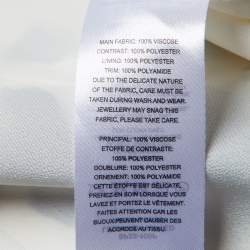 MAIN FABRIC: 100% VISCOSE
CONTRAST: 100% POLYESTER
LINING: 100% POLYESTER
TRIM: 100% POLYAMIDE
DUE TO THE DELICATE NATURE
OF THE FABRIC, CARE MUST BE
TAKEN DURING WASH AND WEAR.
JEWELLERY MAY SNAG THIS
FABRIC, PLEASE TAKE CARE.
PRINCIPAL: 100% VISCOSE
ETOFFE DE CONTRASTE:
100% POLYESTER
DOUBLURE: 100% POLYESTER
ORNEMENT: 100% POLYAMIDE
CETTE ÉTOFFE EST DÉLICATE,
PRENEZ EN SOIN LORSQUE VOUS
LAVEZ ET PORTEZ LE VÊTEMENT.
FAITES ATTENTION CAR LES
BIJOUX PEUVENT CAUSER DES
ACCROCS AU TISSU.